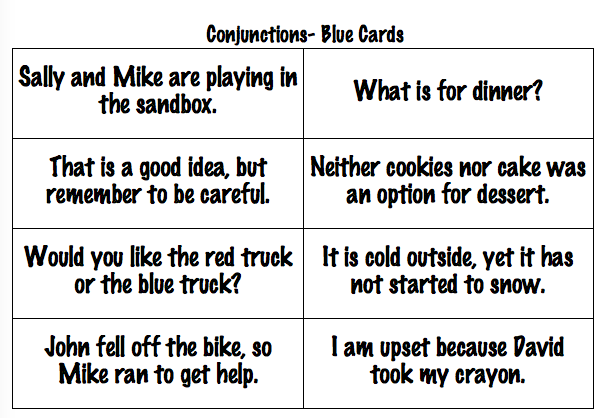 Conjunctions- Blue Cards
Sally and Mike are playing in
the sandbox.
What is for dinner?
That is a good idea, but
remember to be careful.
Neither cookies nor cake was
an option for dessert.
Would you like the red truck
or the blue truck?
It is cold outside, yet it has
not started to snow.
John fell off the bike, so
Mike ran to get help.
I am upset because David
took my crayon.